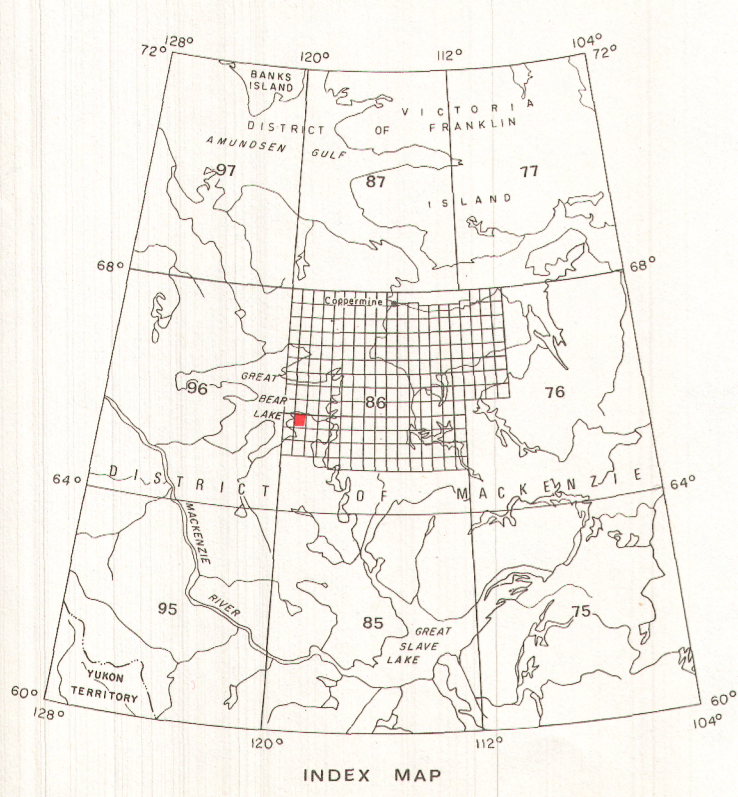 128°
120°
112°
104°
72°
72°
BANKS
ISLAND
VICTORIA
DISTRICT OF FRANKLIN
AMUNDSEN GULF
97
87
77
ISLAND
68°
68°
Coppermine
GREAT
96
BEAR
86
76
LAKE
DISTRICT OF MACKENZIE
64°
64°
MACKENZIE
RIVER
95
85
75
GREAT
SLAVE
LAKE
YUKON
TERRITORY
60°
60°
128°
120°
112°
104°
INDEX MAP